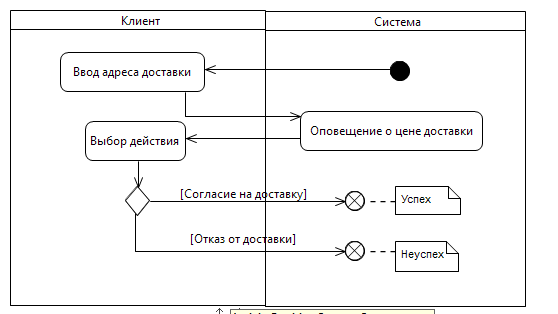 Клиент
Система
Ввод адреса доставки
Оповещение о цене доставки
Выбор действия
[Согласие на доставку]
Успех
[Отказ от доставки]
Неуспех